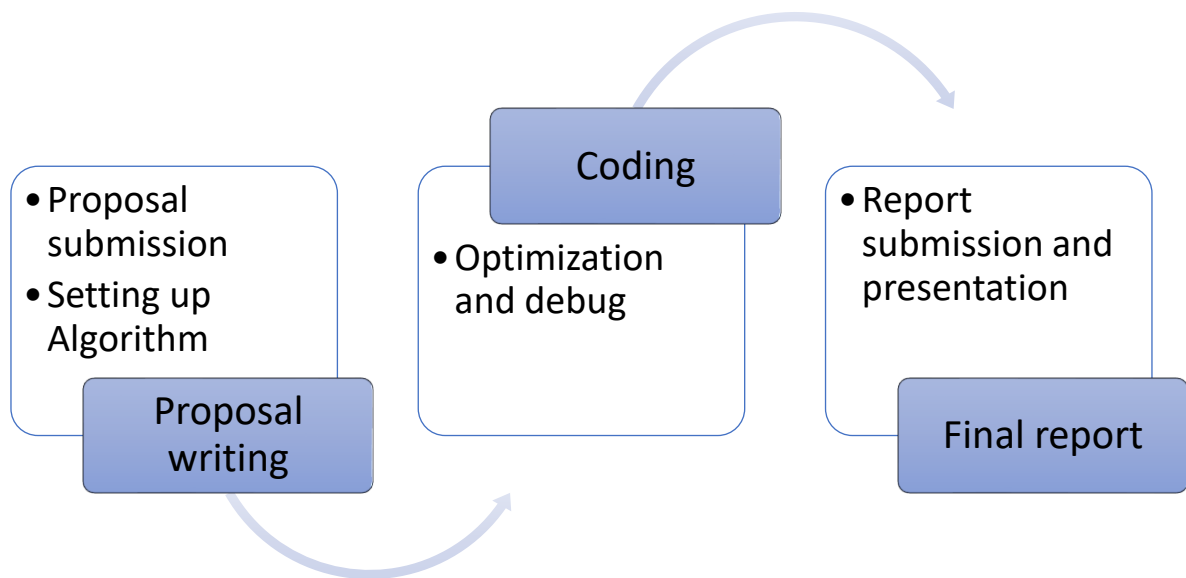 • Proposal
submission
• Setting up
Algorithm
Proposal
writing
Coding
• Optimization
and debug
• Report
submission and
presentation
Final report